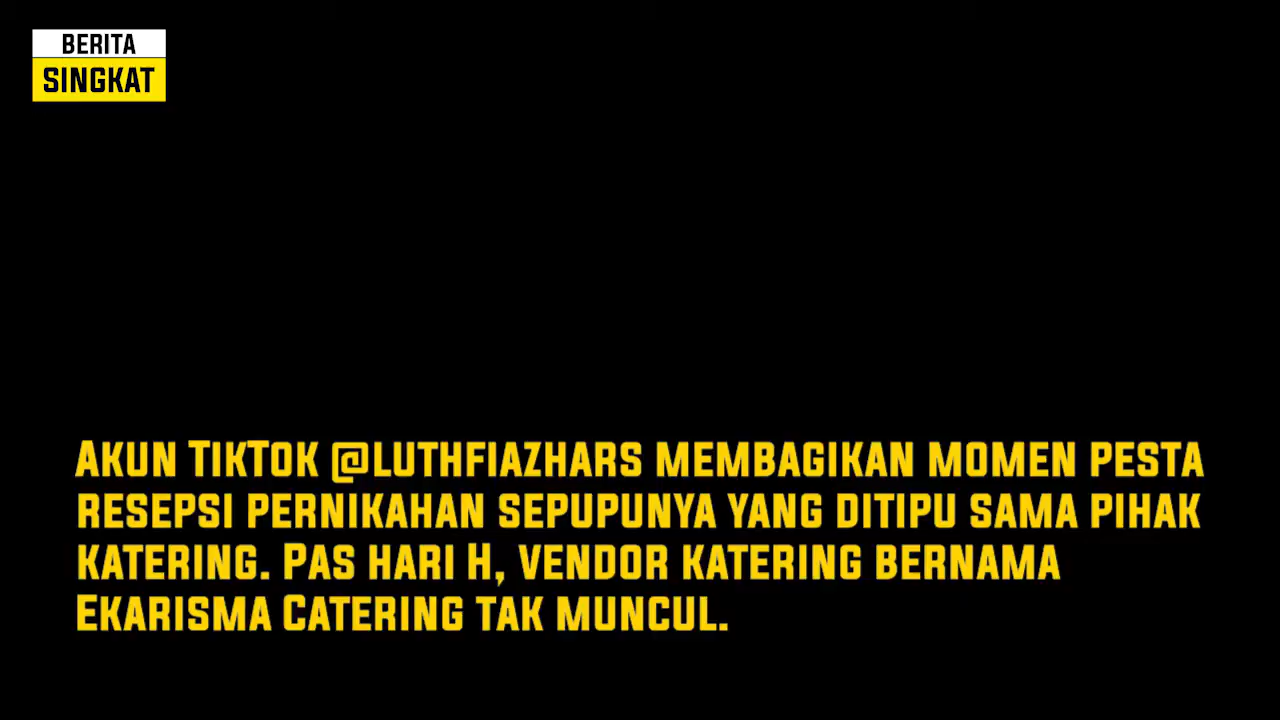 BERITA
SINGKAT
Akun TikTok @luthfiazhars membagikan momen pesta
resepsi pernikahan sepupunya yang ditipu sama pihak
katering. Pas hari H, vendor katering bernama
Ekarisma Catering tak muncul.